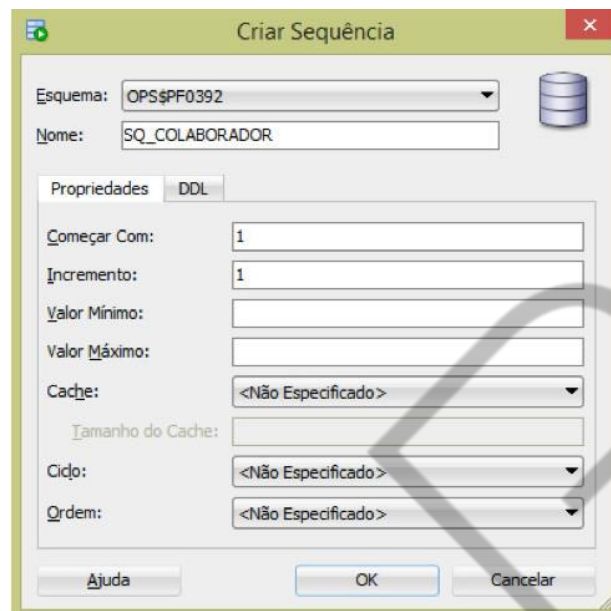 Criar Sequência
Esquema: OPS$PF0392
Nome: SQ_COLABORADOR
Propriedades DDL
Começar Com: 1
Incremento: 1
Valor Mínimo:
Valor Máximo:
Cache: <Não Especificado>
Tamanho do Cache:
Ciclo: <Não Especificado>
Ordem: <Não Especificado>
Ajuda OK Cancelar